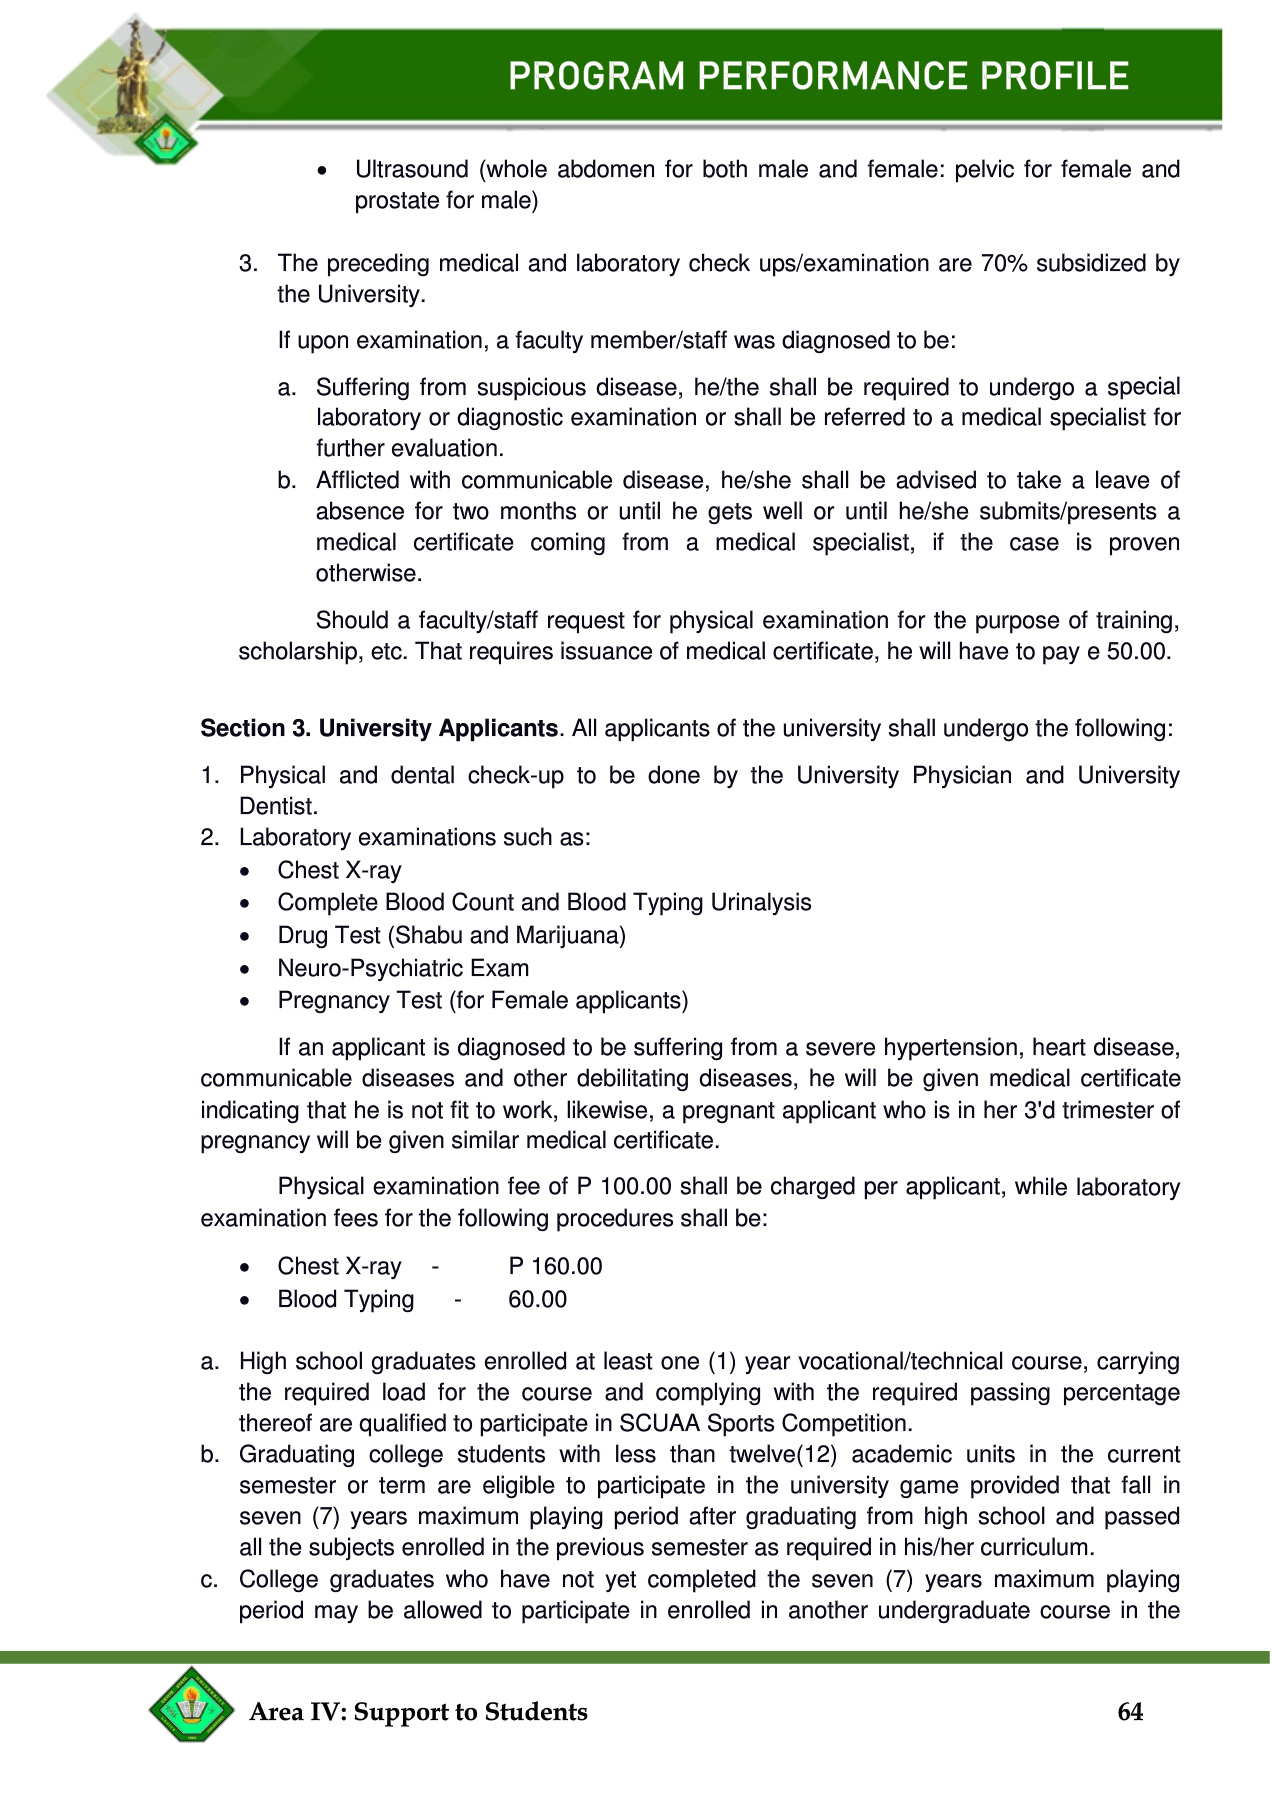 PROGRAM PERFORMANCE PROFILE
• Ultrasound (whole abdomen for both male and female: pelvic for female and
prostate for male)
3. The preceding medical and laboratory check ups/examination are 70% subsidized by
the University.
If upon examination, a faculty member/staff was diagnosed to be:
a. Suffering from suspicious disease, he/the shall be required to undergo a special
laboratory or diagnostic examination or shall be referred to a medical specialist for
further evaluation.
b. Afflicted with communicable disease, he/she shall be advised to take a leave of
absence for two months or until he gets well or until he/she submits/presents a
medical certificate coming from a medical specialist, if the case is proven
otherwise.
Should a faculty/staff request for physical examination for the purpose of training,
scholarship, etc. That requires issuance of medical certificate, he will have to pay e 50.00.
Section 3. University Applicants. All applicants of the university shall undergo the following:
1. Physical and dental check-up to be done by the University Physician and University
Dentist.
2. Laboratory examinations such as:
• Chest X-ray
• Complete Blood Count and Blood Typing Urinalysis
• Drug Test (Shabu and Marijuana)
• Neuro-Psychiatric Exam
• Pregnancy Test (for Female applicants)
If an applicant is diagnosed to be suffering from a severe hypertension, heart disease,
communicable diseases and other debilitating diseases, he will be given medical certificate
indicating that he is not fit to work, likewise, a pregnant applicant who is in her 3'd trimester of
pregnancy will be given similar medical certificate.
Physical examination fee of P 100.00 shall be charged per applicant, while laboratory
examination fees for the following procedures shall be:
• Chest X-ray - P 160.00
• Blood Typing - 60.00
a. High school graduates enrolled at least one (1) year vocational/technical course, carrying
the required load for the course and complying with the required passing percentage
thereof are qualified to participate in SCUAA Sports Competition.
b. Graduating college students with less than twelve(12) academic units in the current
semester or term are eligible to participate in the university game provided that fall in
seven (7) years maximum playing period after graduating from high school and passed
all the subjects enrolled in the previous semester as required in his/her curriculum.
c. College graduates who have not yet completed the seven (7) years maximum playing
period may be allowed to participate in enrolled in another undergraduate course in the
Area IV: Support to Students 64